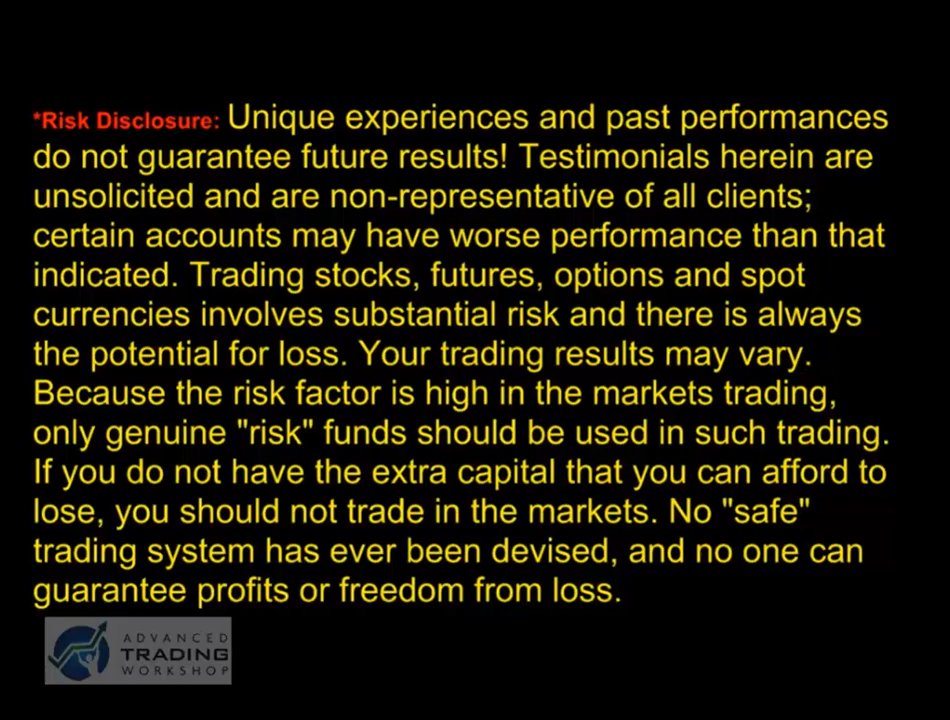 *Risk Disclosure: Unique experiences and past performances
do not guarantee future results! Testimonials herein are
unsolicited and are non-representative of all clients;
certain accounts may have worse performance than that
indicated. Trading stocks, futures, options and spot
currencies involves substantial risk and there is always
the potential for loss. Your trading results may vary.
Because the risk factor is high in the markets trading,
only genuine "risk" funds should be used in such trading.
If you do not have the extra capital that you can afford to
lose, you should not trade in the markets. No "safe"
trading system has ever been devised, and no one can
guarantee profits or freedom from loss.
ADVANCED
TRADING
WORKSHOP